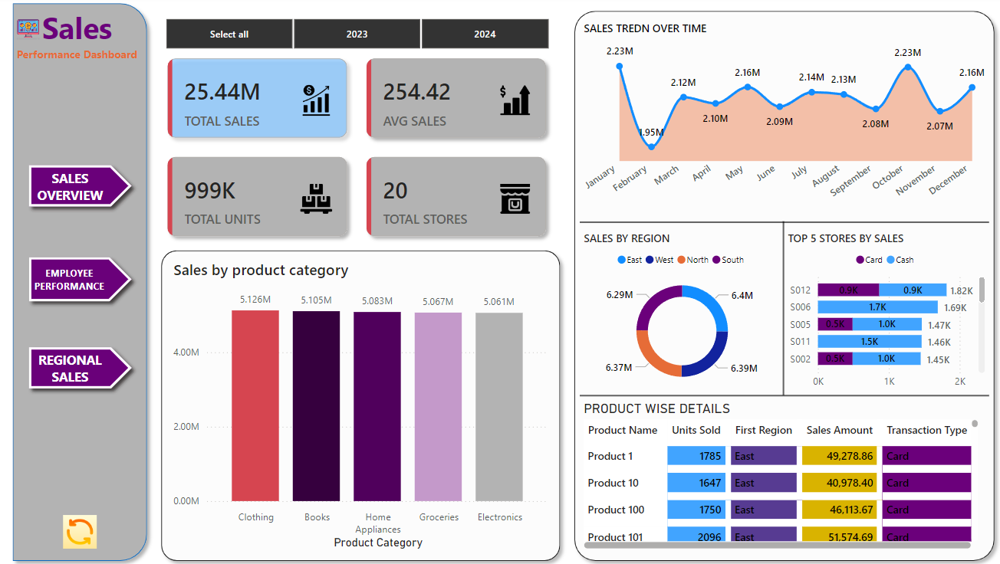 Sales
Performance Dashboard
SALES
OVERVIEW
EMPLOYEE
PERFORMANCE
REGIONAL
SALES
Select all
2023
2024
25.44M
TOTAL SALES
254.42
AVG SALES
999K
TOTAL UNITS
20
TOTAL STORES
Sales by product category
5.126M
5.105M
5.083M
5.067M
5.061M
4.00M
2.00M
0.00M
Clothing
Books
Home
Appliances
Groceries
Electronics
Product Category
SALES TREDN OVER TIME
2.23M
1.95M
2.12M
2.10M
2.16M
2.09M
2.14M
2.13M
2.08M
2.23M
2.07M
2.16M
January
February
March
April
May
June
July
August
September
October
November
December
SALES BY REGION
East West North South
6.29M
6.4M
6.37M
6.39M
TOP 5 STORES BY SALES
Card Cash
S012 0.9K 0.9K 1.82K
S006 1.7K 1.69K
S005 0.5K 1.0K 1.47K
S011 1.5K 1.46K
S002 0.5K 1.0K 1.45K
0K 1K 2K
PRODUCT WISE DETAILS
Product Name Units Sold First Region Sales Amount Transaction Type
Product 1 1785 East 49,278.86 Card
Product 10 1647 East 40,978.40 Card
Product 100 1750 East 46,113.67 Card
Product 101 2096 East 51,574.69 Card